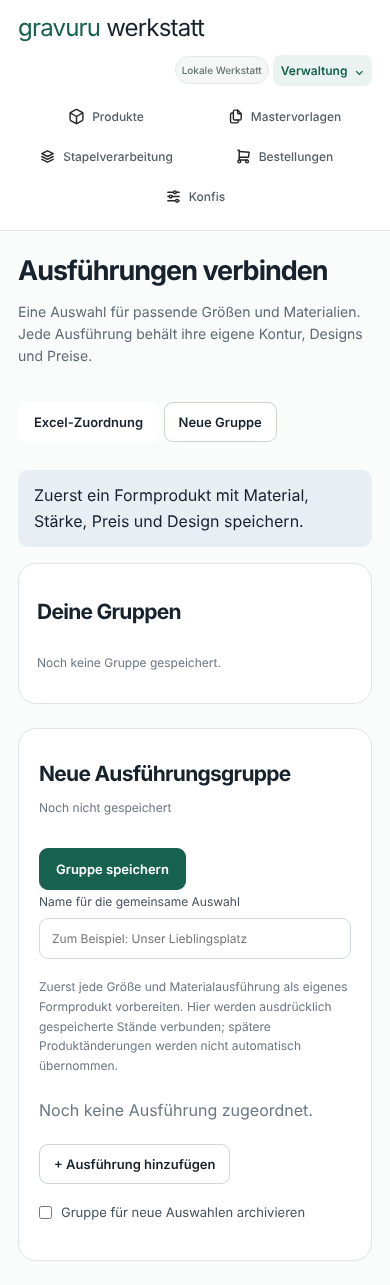 gravuru werkstatt
Lokale Werkstatt
Verwaltung
Produkte
Mastervorlagen
Stapelverarbeitung
Bestellungen
Konfis
Ausführungen verbinden
Eine Auswahl für passende Größen und Materialien.
Jede Ausführung behält ihre eigene Kontur, Designs
und Preise.
Excel-Zuordnung
Neue Gruppe
Zuerst ein Formprodukt mit Material,
Stärke, Preis und Design speichern.
Deine Gruppen
Noch keine Gruppe gespeichert.
Neue Ausführungsgruppe
Noch nicht gespeichert
Gruppe speichern
Name für die gemeinsame Auswahl
Zum Beispiel: Unser Lieblingsplatz
Zuerst jede Größe und Materialausführung als eigenes
Formprodukt vorbereiten. Hier werden ausdrücklich
gespeicherte Stände verbunden; spätere
Produktänderungen werden nicht automatisch
übernommen.
Noch keine Ausführung zugeordnet.
+ Ausführung hinzufügen
Gruppe für neue Auswahlen archivieren